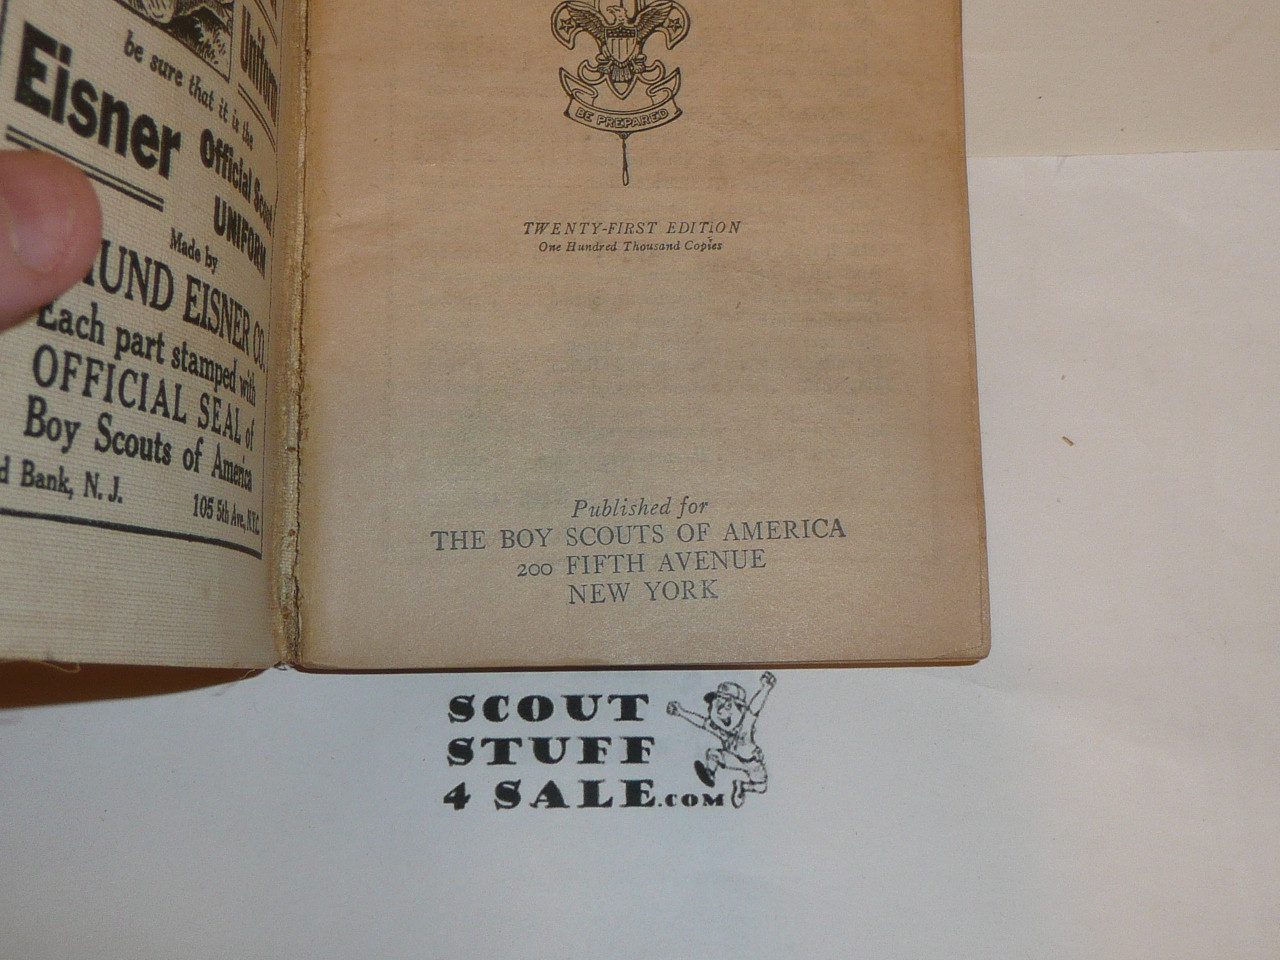 Uniform
be sure that it is the
Eisner Official Scout
UNIFORM
Made by
MUND EISNER CO.
Each part stamped with
OFFICIAL SEAL of
Boy Scouts of America
d Bank, N. J. 105 5th Ave., N.Y.C.
BE PREPARED
TWENTY-FIRST EDITION
One Hundred Thousand Copies
Published for
THE BOY SCOUTS OF AMERICA
200 FIFTH AVENUE
NEW YORK
SCOUT
STUFF
4 SALE.COM